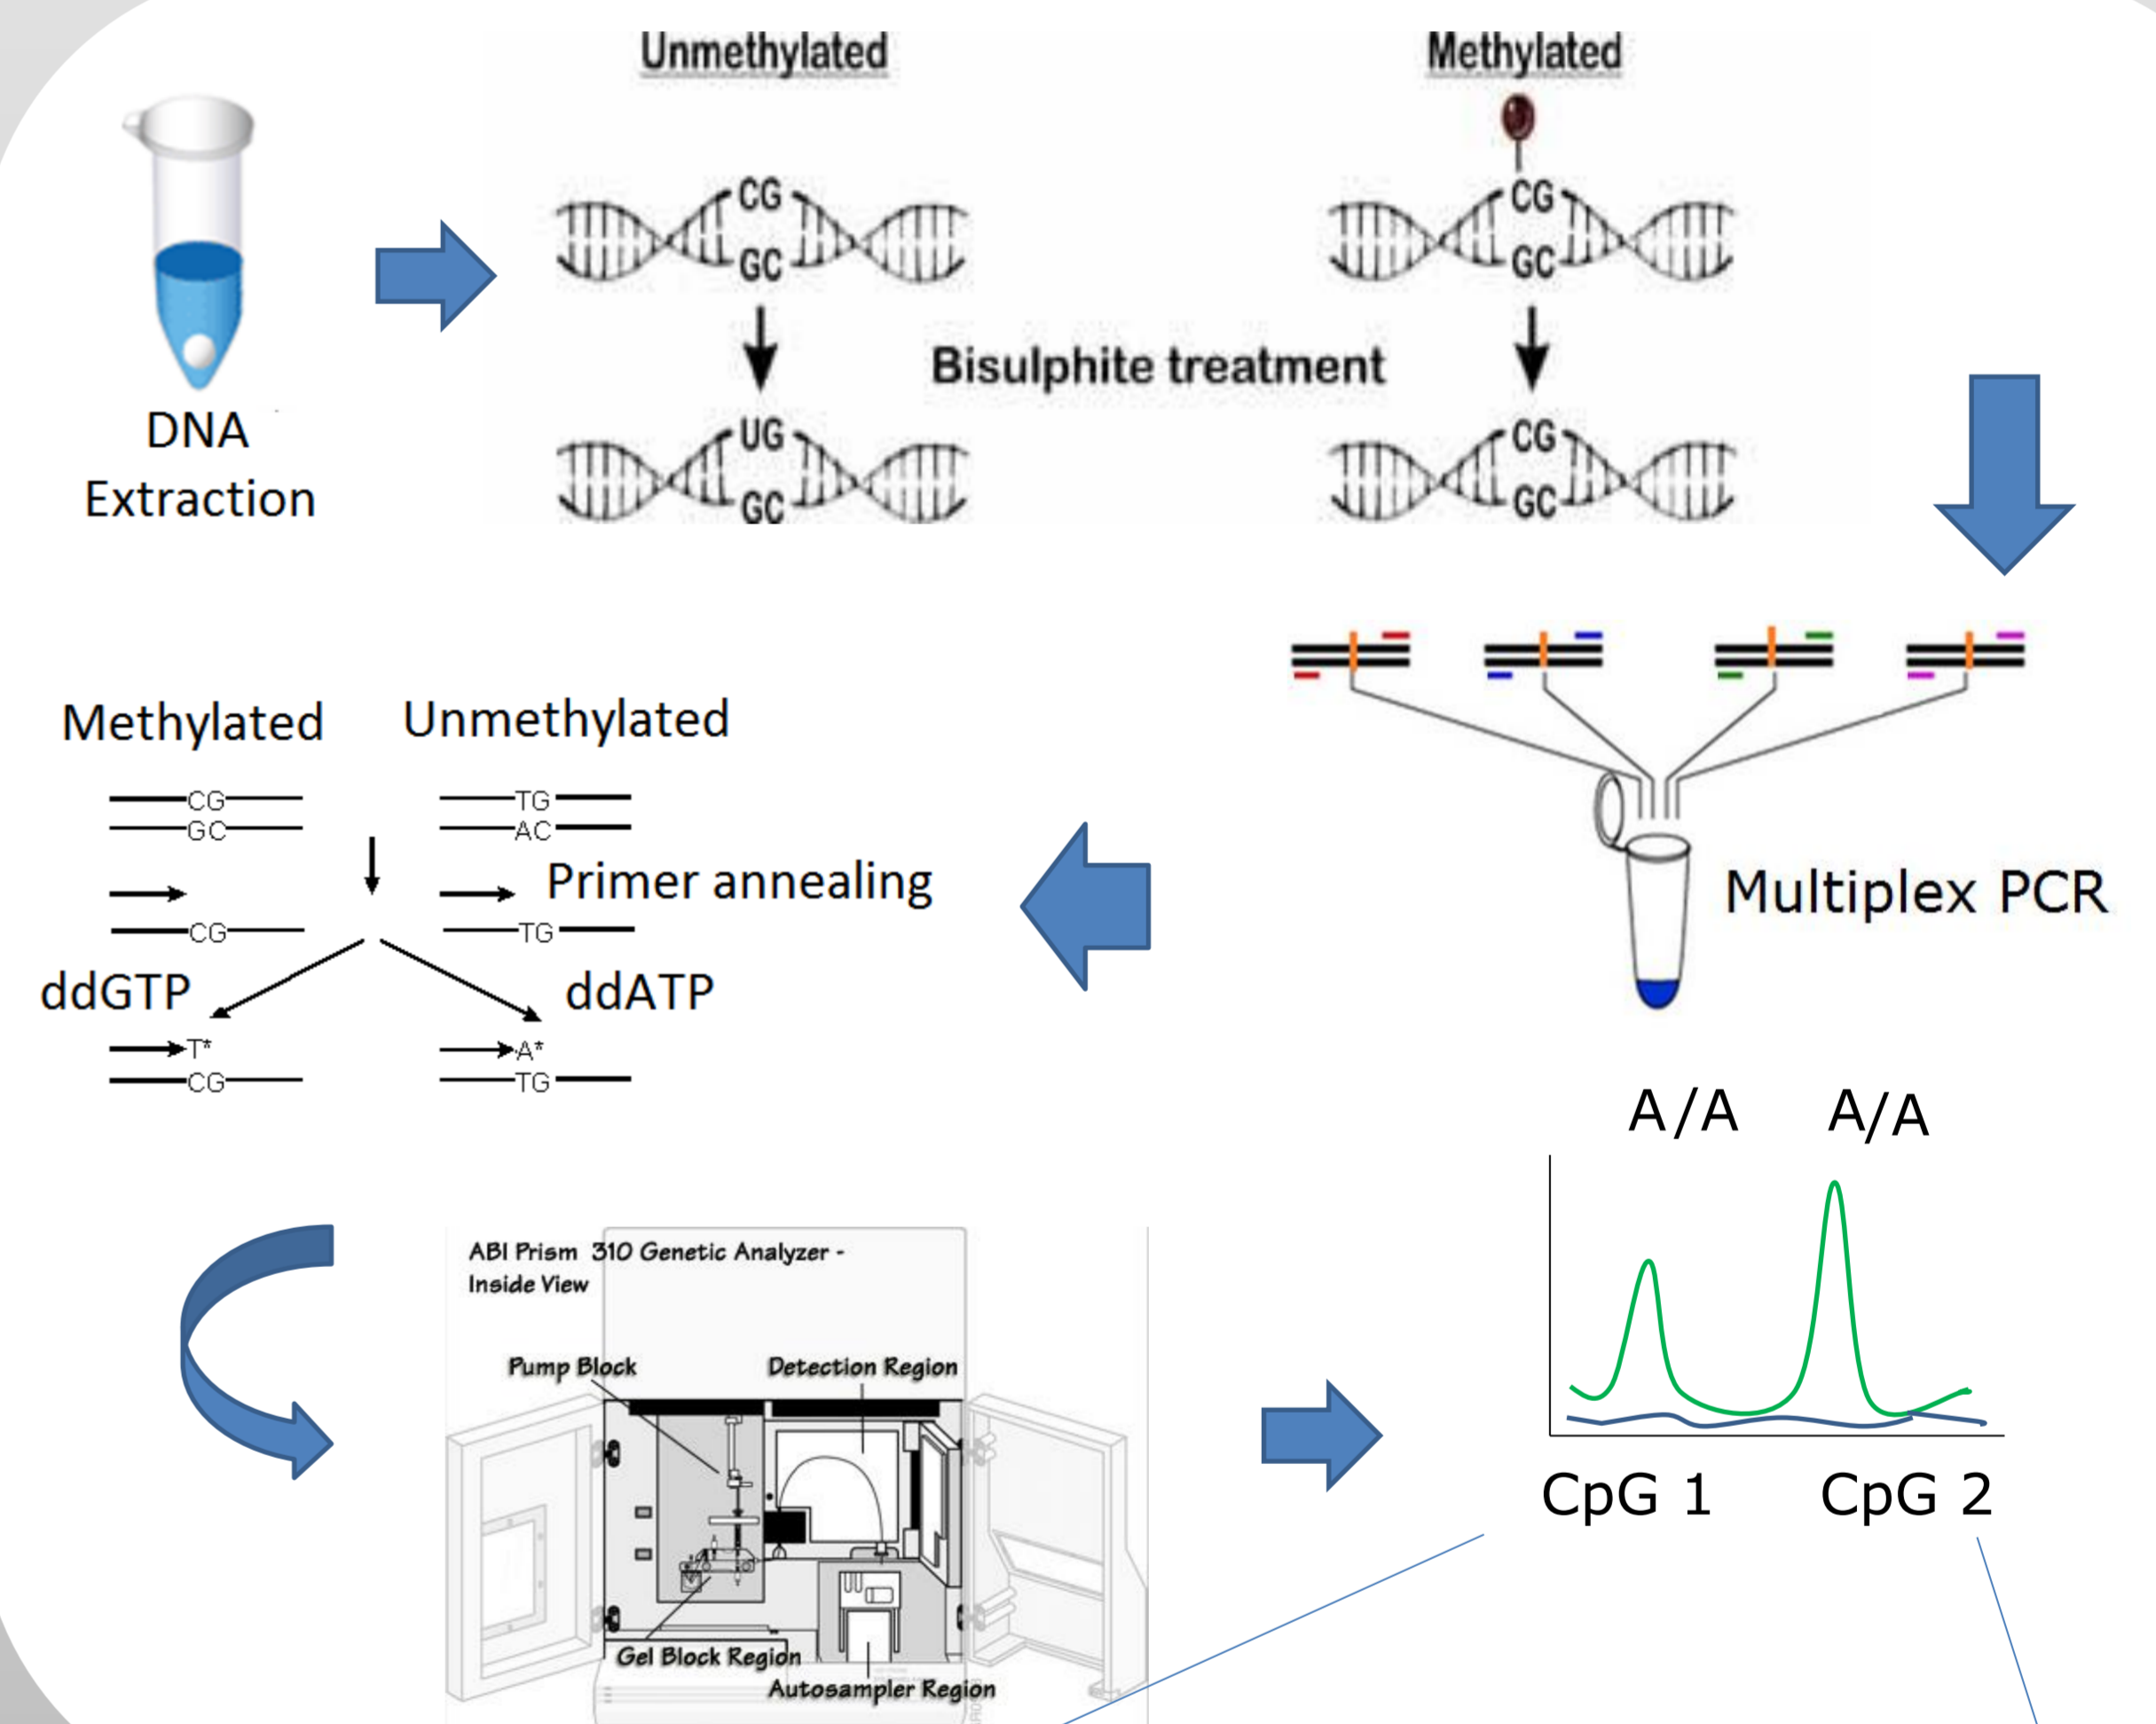 Unmethylated
Methylated
CG
GC
CG
GC
Bisulphite treatment
UG
GC
CG
GC
DNA
Extraction
Methylated
Unmethylated
CG
GC
TG
AC
Primer annealing
CG
TG
ddGTP
ddATP
T*
CG
A*
TG
Multiplex PCR
ABI Prism 310 Genetic Analyzer -
Inside View
Pump Block
Detection Region
Gel Block Region
Autosampler Region
A/A
A/A
CpG 1
CpG 2